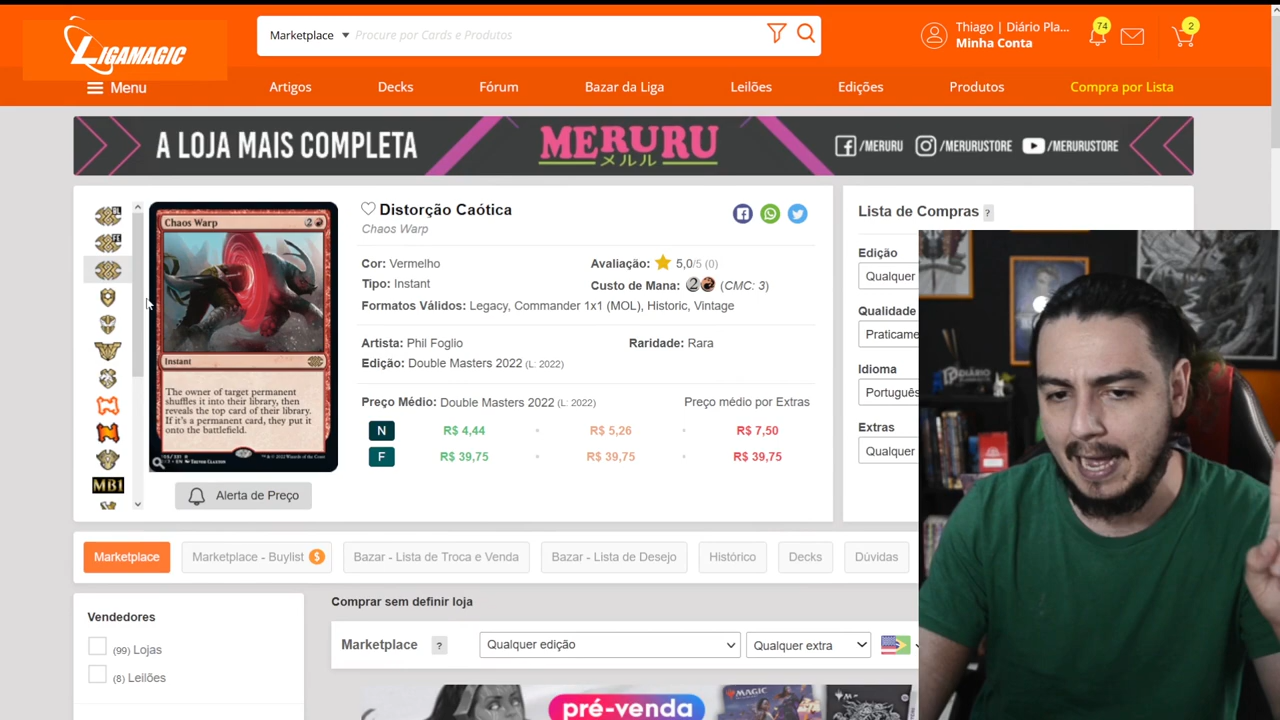 LIGAMAGIC
Marketplace
Procure por Cards e Produtos
Thiago | Diário Pla...
Minha Conta
74
2
Menu
Artigos
Decks
Fórum
Bazar da Liga
Leilões
Edições
Produtos
Compra por Lista
A LOJA MAIS COMPLETA
MERURU
メルル
/MERURU
/MERURUSTORE
/MERURUSTORE
MB1
Chaos Warp 2
Instant
The owner of target permanent
shuffles it into their library, then
reveals the top card of their library.
If it's a permanent card, they put it
onto the battlefield.
Alerta de Preço
Distorção Caótica
Chaos Warp
Cor: Vermelho
Avaliação: 5,0/5 (0)
Tipo: Instant
Custo de Mana: 2 (CMC: 3)
Formatos Válidos: Legacy, Commander 1x1 (MOL), Historic, Vintage
Artista: Phil Foglio
Raridade: Rara
Edição: Double Masters 2022 (L: 2022)
Preço Médio: Double Masters 2022 (L: 2022)
Preço médio por Extras
N R$ 4,44 R$ 5,26 R$ 7,50
F R$ 39,75 R$ 39,75 R$ 39,75
Lista de Compras ?
Edição
Qualquer
Qualidade
Praticame
Idioma
Português
Extras
Qualquer
Marketplace
Marketplace - Buylist $
Bazar - Lista de Troca e Venda
Bazar - Lista de Desejo
Histórico
Decks
Dúvidas
Vendedores
(99) Lojas
(8) Leilões
Comprar sem definir loja
Marketplace ?
Qualquer edição
Qualquer extra
pré-venda
MAGIC
MAGIC